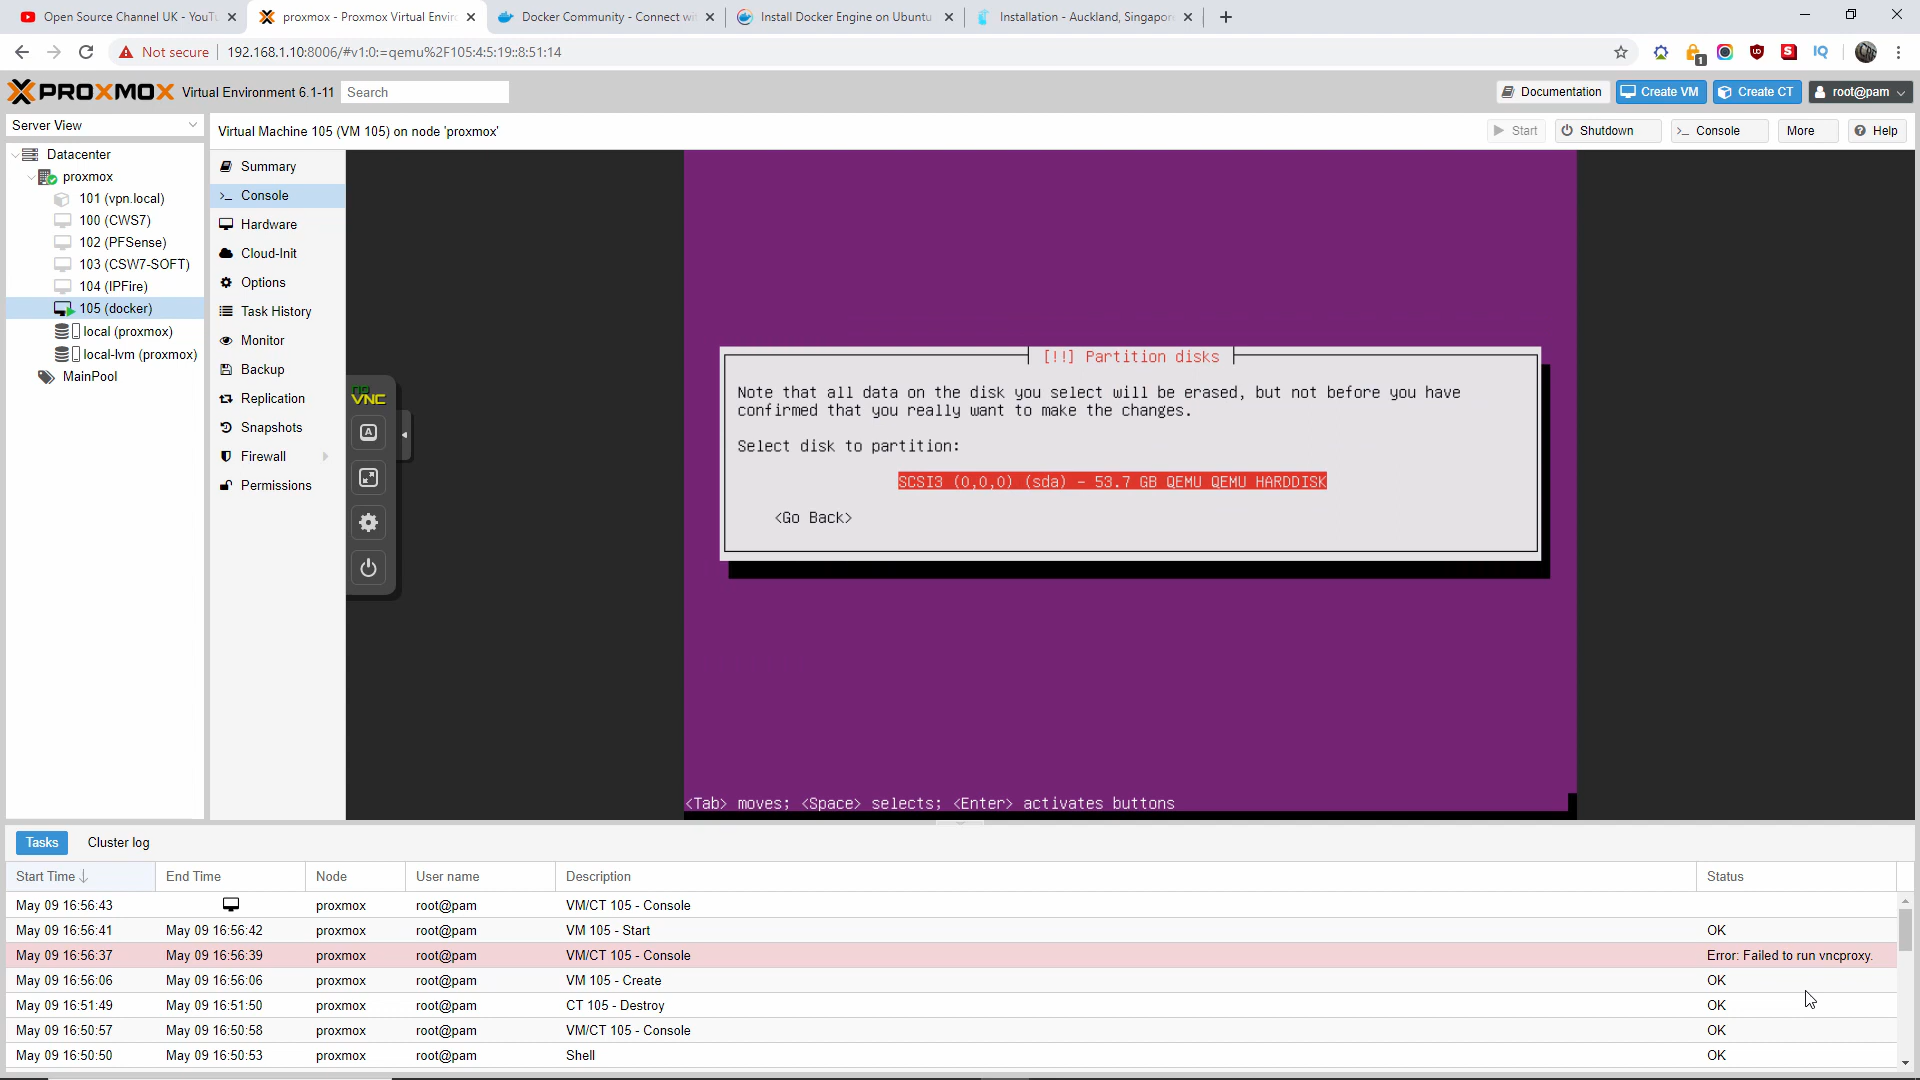 Open Source Channel UK - YouTu
proxmox - Proxmox Virtual Enviro
Docker Community - Connect wi
Install Docker Engine on Ubuntu
Installation - Auckland, Singapor
Not secure
192.168.1.10:8006/#v1:0:=qemu%2F105:4:5:19::8:51:14
1
IQ
PROXMOX Virtual Environment 6.1-11
Search
Documentation
Create VM
Create CT
root@pam
Server View
Virtual Machine 105 (VM 105) on node 'proxmox'
Start
Shutdown
Console
More
Help
Datacenter
proxmox
101 (vpn.local)
100 (CWS7)
102 (PFSense)
103 (CSW7-SOFT)
104 (IPFire)
105 (docker)
local (proxmox)
local-lvm (proxmox)
MainPool
Summary
Console
Hardware
Cloud-Init
Options
Task History
Monitor
Backup
Replication
Snapshots
Firewall
Permissions
no
VNC
A
[!!] Partition disks
Note that all data on the disk you select will be erased, but not before you have
confirmed that you really want to make the changes.
Select disk to partition:
SCSI3 (0,0,0) (sda) - 53.7 GB QEMU QEMU HARDDISK
<Go Back>
<Tab> moves; <Space> selects; <Enter> activates buttons
Tasks
Cluster log
Start Time End Time Node User name Description Status
May 09 16:56:43 proxmox root@pam VM/CT 105 - Console
May 09 16:56:41 May 09 16:56:42 proxmox root@pam VM 105 - Start OK
May 09 16:56:37 May 09 16:56:39 proxmox root@pam VM/CT 105 - Console Error: Failed to run vncproxy.
May 09 16:56:06 May 09 16:56:06 proxmox root@pam VM 105 - Create OK
May 09 16:51:49 May 09 16:51:50 proxmox root@pam CT 105 - Destroy OK
May 09 16:50:57 May 09 16:50:58 proxmox root@pam VM/CT 105 - Console OK
May 09 16:50:50 May 09 16:50:53 proxmox root@pam Shell OK